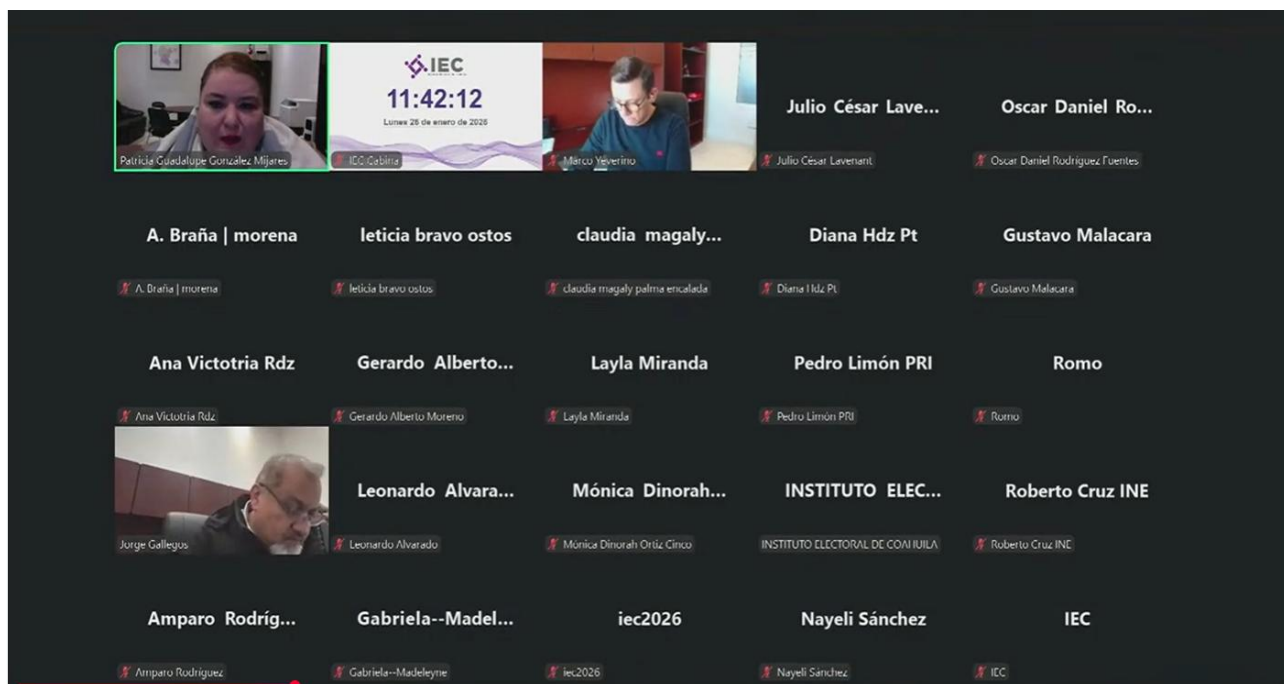 IEC
11:42:12
Lunes 26 de enero de 2026
Julio César Lave...
Oscar Daniel Ro...
Patricia Guadalupe González Mijares
IEC Cabina
Marco Yeverino
Julio César Lavenant
Oscar Daniel Rodríguez Fuentes
A. Braña | morena
leticia bravo ostos
claudia magaly...
Diana Hdz Pt
Gustavo Malacara
A. Braña | morena
leticia bravo ostos
claudia magaly palma encalada
Diana Hdz Pt
Gustavo Malacara
Ana Victotria Rdz
Gerardo Alberto...
Layla Miranda
Pedro Limón PRI
Romo
Ana Victotria Rdz
Gerardo Alberto Moreno
Layla Miranda
Pedro Limón PRI
Romo
Leonardo Alvara...
Mónica Dinorah...
INSTITUTO ELEC...
Roberto Cruz INE
Jorge Gallegos
Leonardo Alvarado
Mónica Dinorah Ortiz Cinco
INSTITUTO ELECTORAL DE COAHUILA
Roberto Cruz INE
Amparo Rodríg...
Gabriela--Madel...
iec2026
Nayeli Sánchez
IEC
Amparo Rodríguez
Gabriela--Madeleyne
iec2026
Nayeli Sánchez
IEC